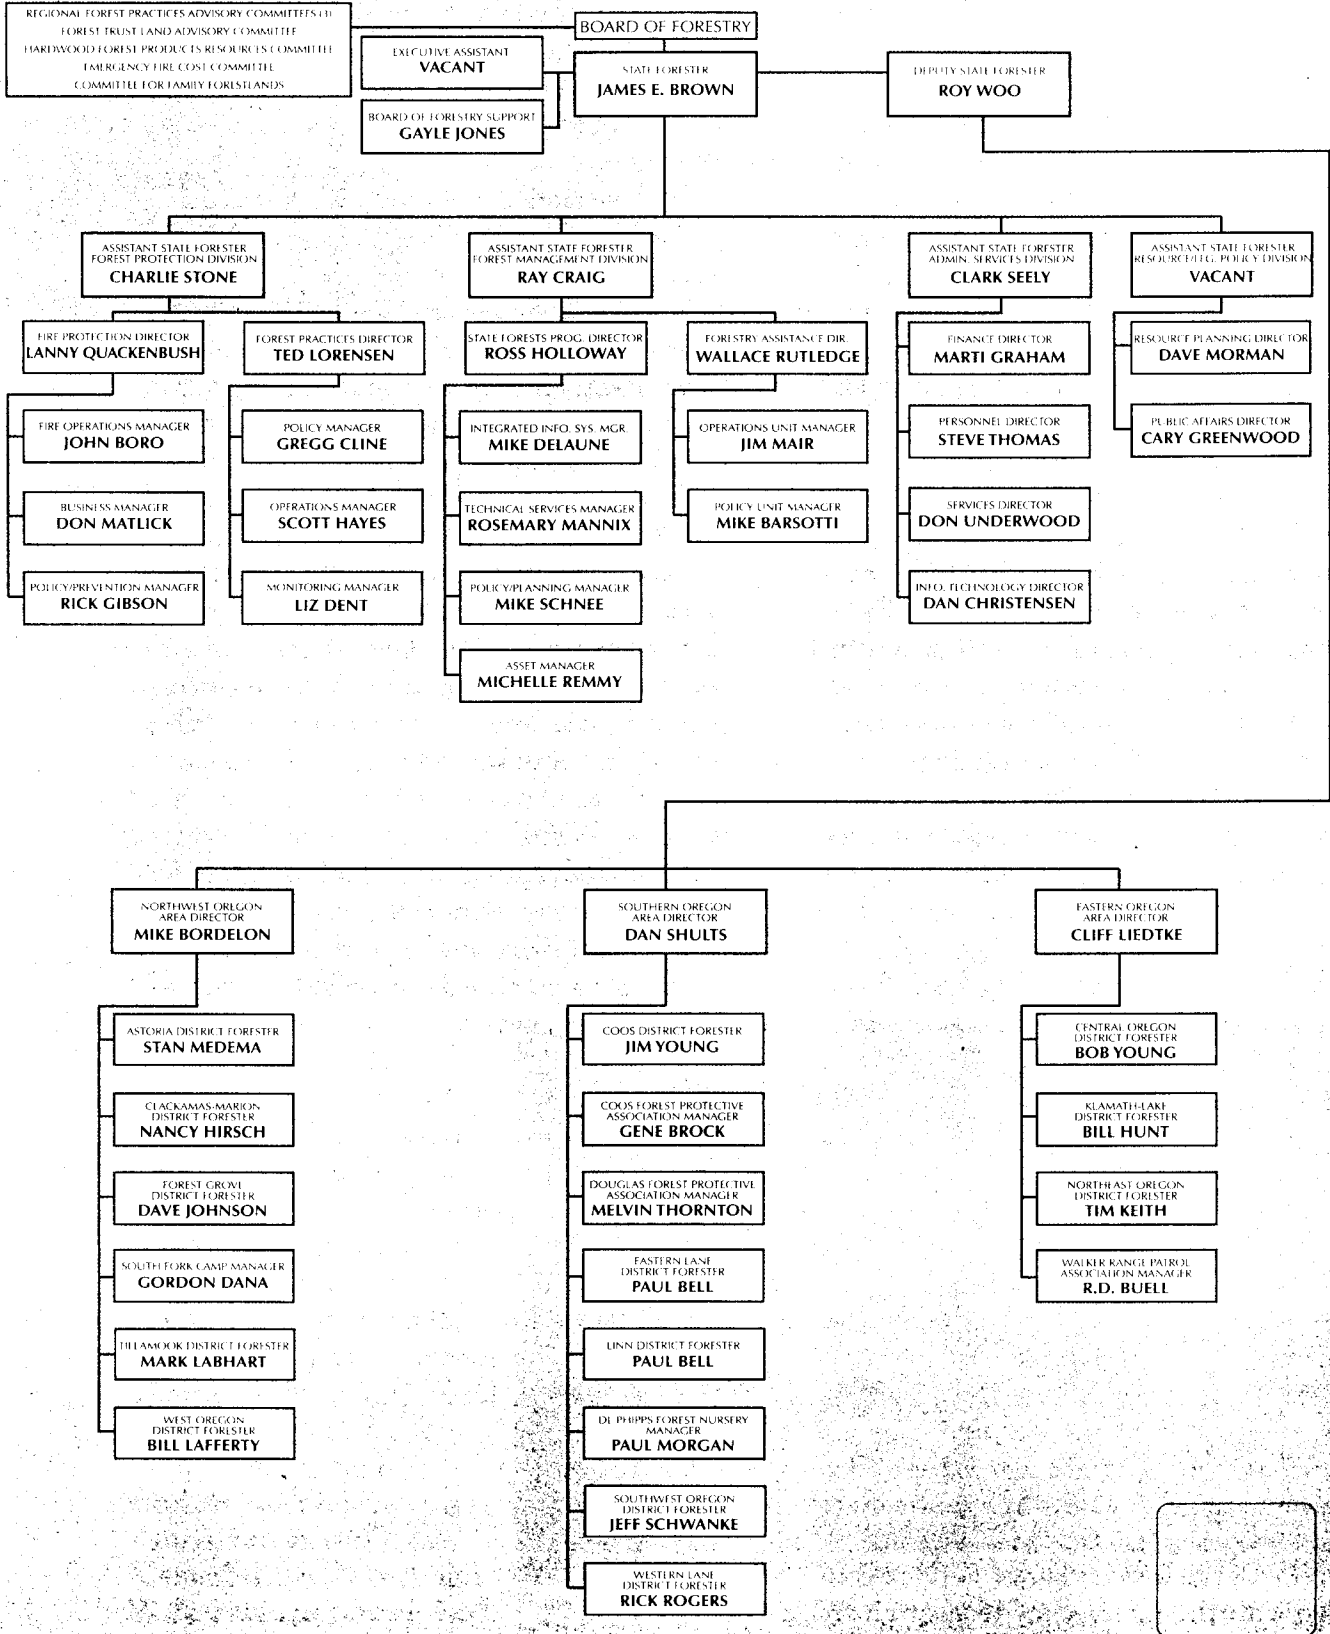 REGIONAL FOREST PRACTICES ADVISORY COMMITTEES (3)
FOREST TRUST LAND ADVISORY COMMITTEE
HARDWOOD FOREST PRODUCTS RESOURCES COMMITTEE
EMERGENCY FIRE COST COMMITTEE
COMMITTEE FOR FAMILY FORESTLANDS
BOARD OF FORESTRY
EXECUTIVE ASSISTANT
VACANT
STATE FORESTER
JAMES E. BROWN
DEPUTY STATE FORESTER
ROY WOO
BOARD OF FORESTRY SUPPORT
GAYLE JONES
ASSISTANT STATE FORESTER
FOREST PROTECTION DIVISION
CHARLIE STONE
ASSISTANT STATE FORESTER
FOREST MANAGEMENT DIVISION
RAY CRAIG
ASSISTANT STATE FORESTER
ADMIN. SERVICES DIVISION
CLARK SEELY
ASSISTANT STATE FORESTER
RESOURCE/LEG. POLICY DIVISION
VACANT
FIRE PROTECTION DIRECTOR
LANNY QUACKENBUSH
FOREST PRACTICES DIRECTOR
TED LORENSEN
STATE FORESTS PROG. DIRECTOR
ROSS HOLLOWAY
FORESTRY ASSISTANCE DIR.
WALLACE RUTLEDGE
FINANCE DIRECTOR
MARTI GRAHAM
RESOURCE PLANNING DIRECTOR
DAVE MORMAN
FIRE OPERATIONS MANAGER
JOHN BORO
POLICY MANAGER
GREGG CLINE
INTEGRATED INFO. SYS. MGR.
MIKE DELAUNE
OPERATIONS UNIT MANAGER
JIM MAIR
PERSONNEL DIRECTOR
STEVE THOMAS
PUBLIC AFFAIRS DIRECTOR
CARY GREENWOOD
BUSINESS MANAGER
DON MATLICK
OPERATIONS MANAGER
SCOTT HAYES
TECHNICAL SERVICES MANAGER
ROSEMARY MANNIX
POLICY UNIT MANAGER
MIKE BARSOTTI
SERVICES DIRECTOR
DON UNDERWOOD
POLICY/PREVENTION MANAGER
RICK GIBSON
MONITORING MANAGER
LIZ DENT
POLICY/PLANNING MANAGER
MIKE SCHNEE
INFO. TECHNOLOGY DIRECTOR
DAN CHRISTENSEN
ASSET MANAGER
MICHELLE REMMY
NORTHWEST OREGON
AREA DIRECTOR
MIKE BORDELON
SOUTHERN OREGON
AREA DIRECTOR
DAN SHULTS
EASTERN OREGON
AREA DIRECTOR
CLIFF LIEDTKE
ASTORIA DISTRICT FORESTER
STAN MEDEMA
COOS DISTRICT FORESTER
JIM YOUNG
CENTRAL OREGON
DISTRICT FORESTER
BOB YOUNG
CLACKAMAS-MARION
DISTRICT FORESTER
NANCY HIRSCH
COOS FOREST PROTECTIVE
ASSOCIATION MANAGER
GENE BROCK
KLAMATH-LAKE
DISTRICT FORESTER
BILL HUNT
FOREST GROVE
DISTRICT FORESTER
DAVE JOHNSON
DOUGLAS FOREST PROTECTIVE
ASSOCIATION MANAGER
MELVIN THORNTON
NORTHEAST OREGON
DISTRICT FORESTER
TIM KEITH
SOUTH FORK CAMP MANAGER
GORDON DANA
EASTERN LANE
DISTRICT FORESTER
PAUL BELL
WALKER RANGE PATROL
ASSOCIATION MANAGER
R.D. BUELL
TILLAMOOK DISTRICT FORESTER
MARK LABHART
LINN DISTRICT FORESTER
PAUL BELL
WEST OREGON
DISTRICT FORESTER
BILL LAFFERTY
DL PHIPPS FOREST NURSERY
MANAGER
PAUL MORGAN
SOUTHWEST OREGON
DISTRICT FORESTER
JEFF SCHWANKE
WESTERN LANE
DISTRICT FORESTER
RICK ROGERS